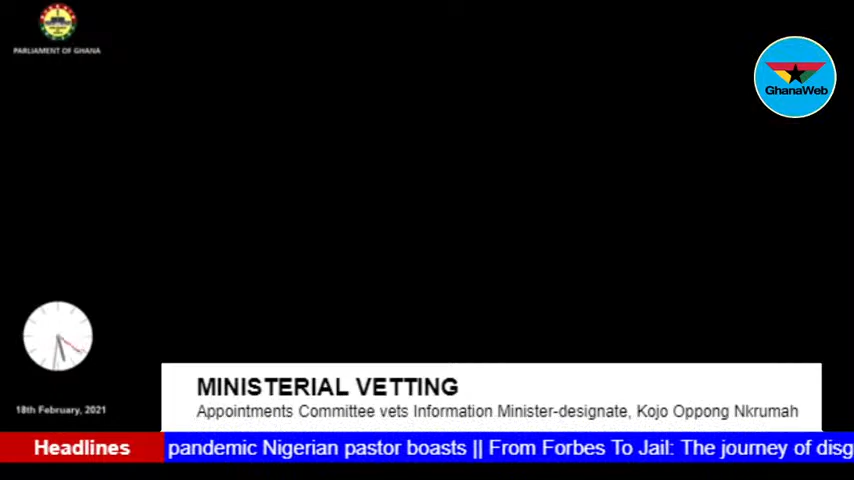 PARLIAMENT OF GHANA
GhanaWeb
18th February, 2021
MINISTERIAL VETTING
Appointments Committee vets Information Minister-designate, Kojo Oppong Nkrumah
Headlines
pandemic Nigerian pastor boasts || From Forbes To Jail: The journey of disg